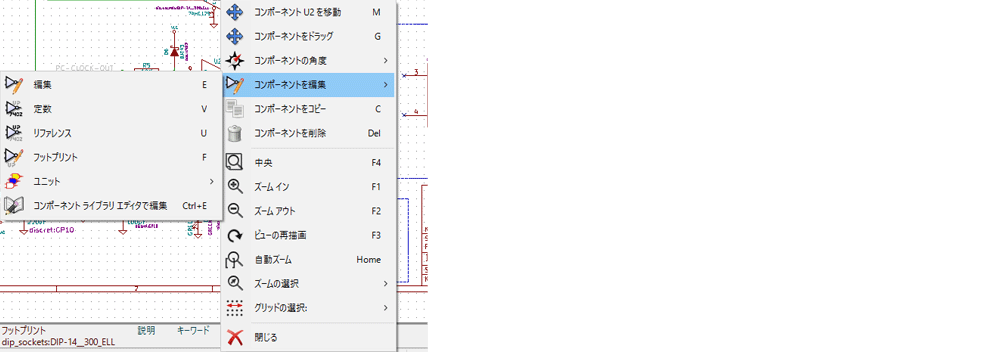 コンポーネント U2 を移動 M
コンポーネントをドラッグ G
コンポーネントの角度
コンポーネントを編集
コンポーネントをコピー C
コンポーネントを削除 Del
中央 F4
ズーム イン F1
ズーム アウト F2
ビューの再描画 F3
自動ズーム Home
ズームの選択
グリッドの選択:
閉じる
PC-CLOCK-OUT
編集 E
定数 V
リファレンス U
フットプリント F
ユニット
コンポーネント ライブラリ エディタで編集 Ctrl+E
discret:CP10
3
4
7
フットプリント 説明 キーワード
dip_sockets:DIP-14__300_ELL